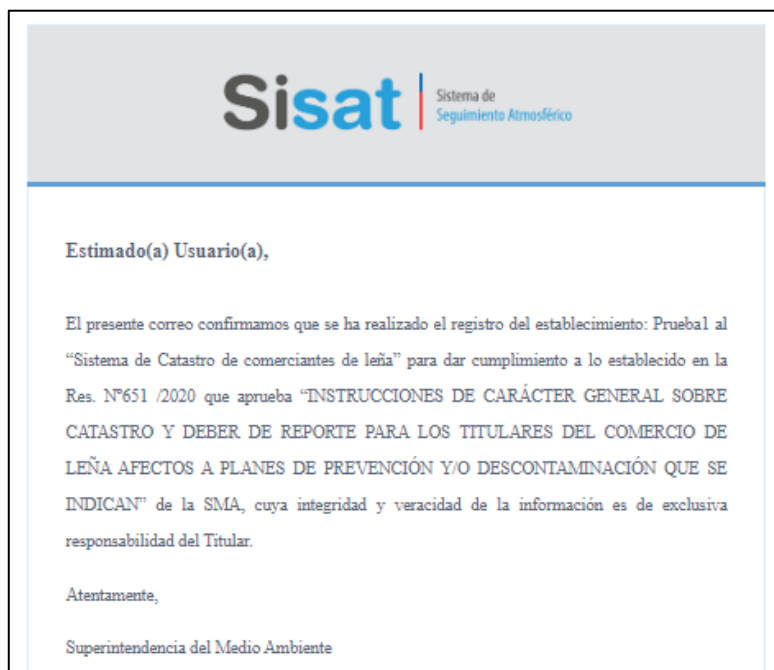 Sisat
Sistema de
Seguimiento Atmosférico
Estimado(a) Usuario(a),
El presente correo confirmamos que se ha realizado el registro del establecimiento: Prueba1 al
“Sistema de Catastro de comerciantes de leña” para dar cumplimiento a lo establecido en la
Res. N°651 /2020 que aprueba “INSTRUCCIONES DE CARÁCTER GENERAL SOBRE
CATASTRO Y DEBER DE REPORTE PARA LOS TITULARES DEL COMERCIO DE
LEÑA AFECTOS A PLANES DE PREVENCIÓN Y/O DESCONTAMINACIÓN QUE SE
INDICAN” de la SMA, cuya integridad y veracidad de la información es de exclusiva
responsabilidad del Titular.
Atentamente,
Superintendencia del Medio Ambiente